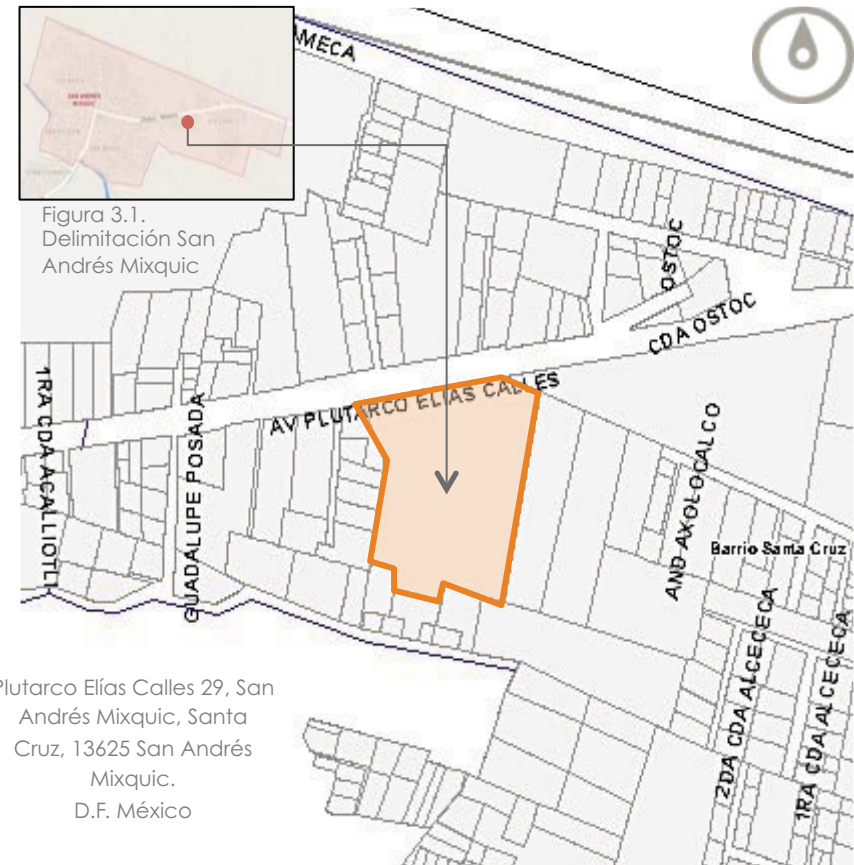 AMECA
SAN ANDRÉS
MIXQUIC
Figura 3.1.
Delimitación San
Andrés Mixquic
OSTOC
CDA OSTOC
AV PLUTARCO ELIAS CALLES
1RA CDA ACALLIOTLI
GUADALUPE POSADA
AND AXOLOCALCO
Barrio Santa Cruz
2DA CDA ALCECECA
1RA CDA ALCECECA
Plutarco Elías Calles 29, San
Andrés Mixquic, Santa
Cruz, 13625 San Andrés
Mixquic.
D.F. México